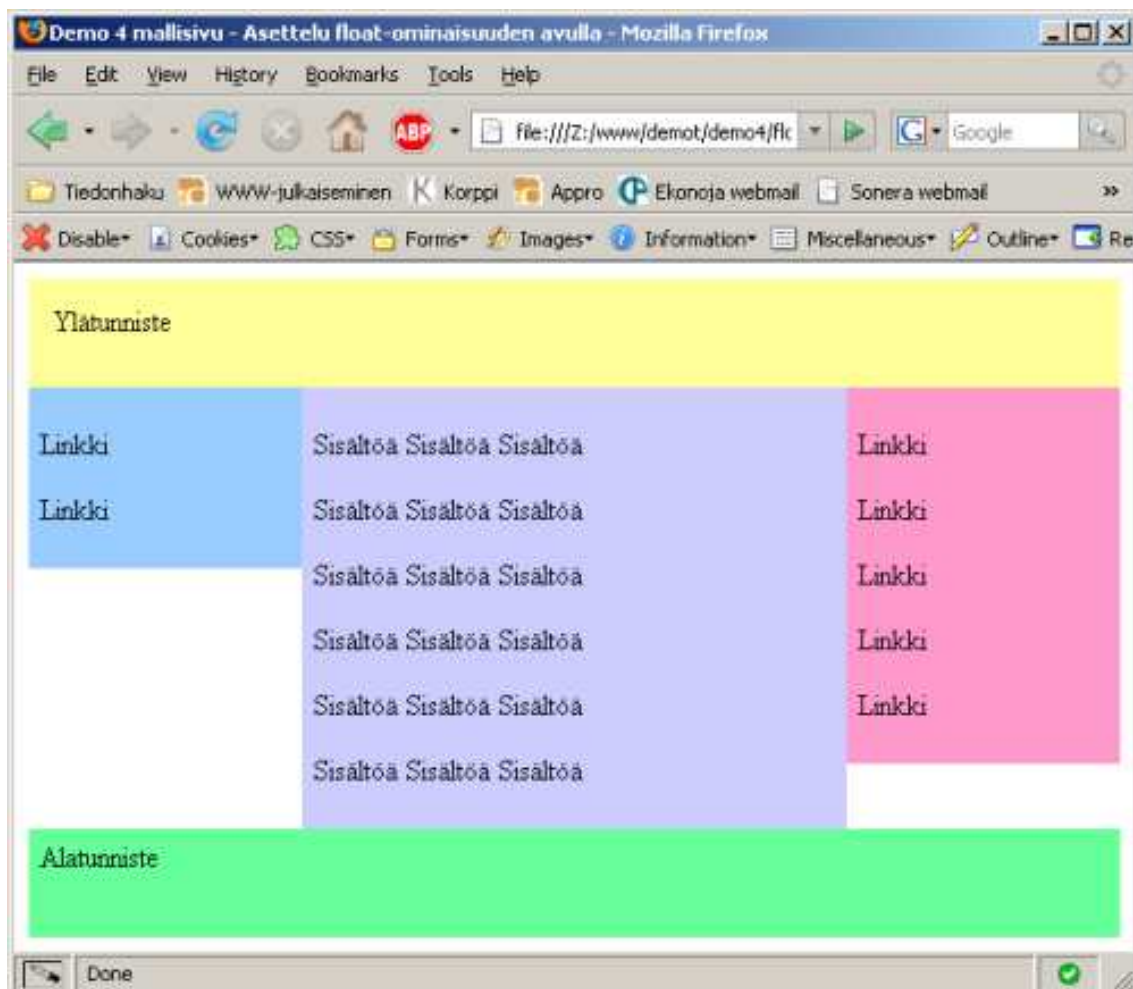 Demo 4 mallisivu - Asettelu float-ominaisuuden avulla - Mozilla Firefox
File Edit View History Bookmarks Tools Help
ABP file:///Z:/www/demot/demo4/flo G Google
Tiedonhaku WWW-julkaiseminen K Korppi Appro Ekonoja webmail Sonera webmail »
Disable Cookies CSS Forms Images Information Miscellaneous Outline Re
Ylätunniste
Linkki Sisältöä Sisältöä Sisältöä Linkki
Linkki Sisältöä Sisältöä Sisältöä Linkki
Sisältöä Sisältöä Sisältöä Linkki
Sisältöä Sisältöä Sisältöä Linkki
Sisältöä Sisältöä Sisältöä Linkki
Sisältöä Sisältöä Sisältöä
Alatunniste
Done